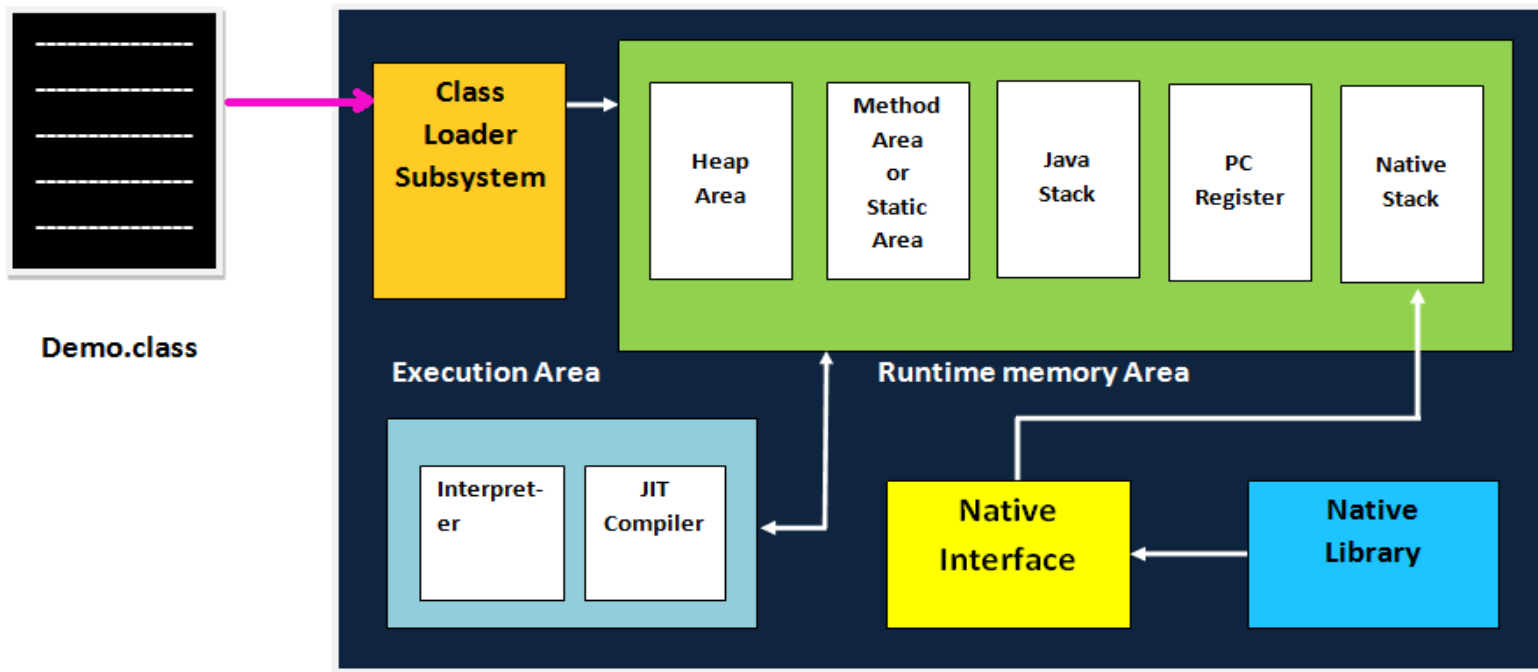 Demo.class
Class
Loader
Subsystem
Heap
Area
Method
Area
or
Static
Area
Java
Stack
PC
Register
Native
Stack
Execution Area
Runtime memory Area
Interpret-
er
JIT
Compiler
Native
Interface
Native
Library